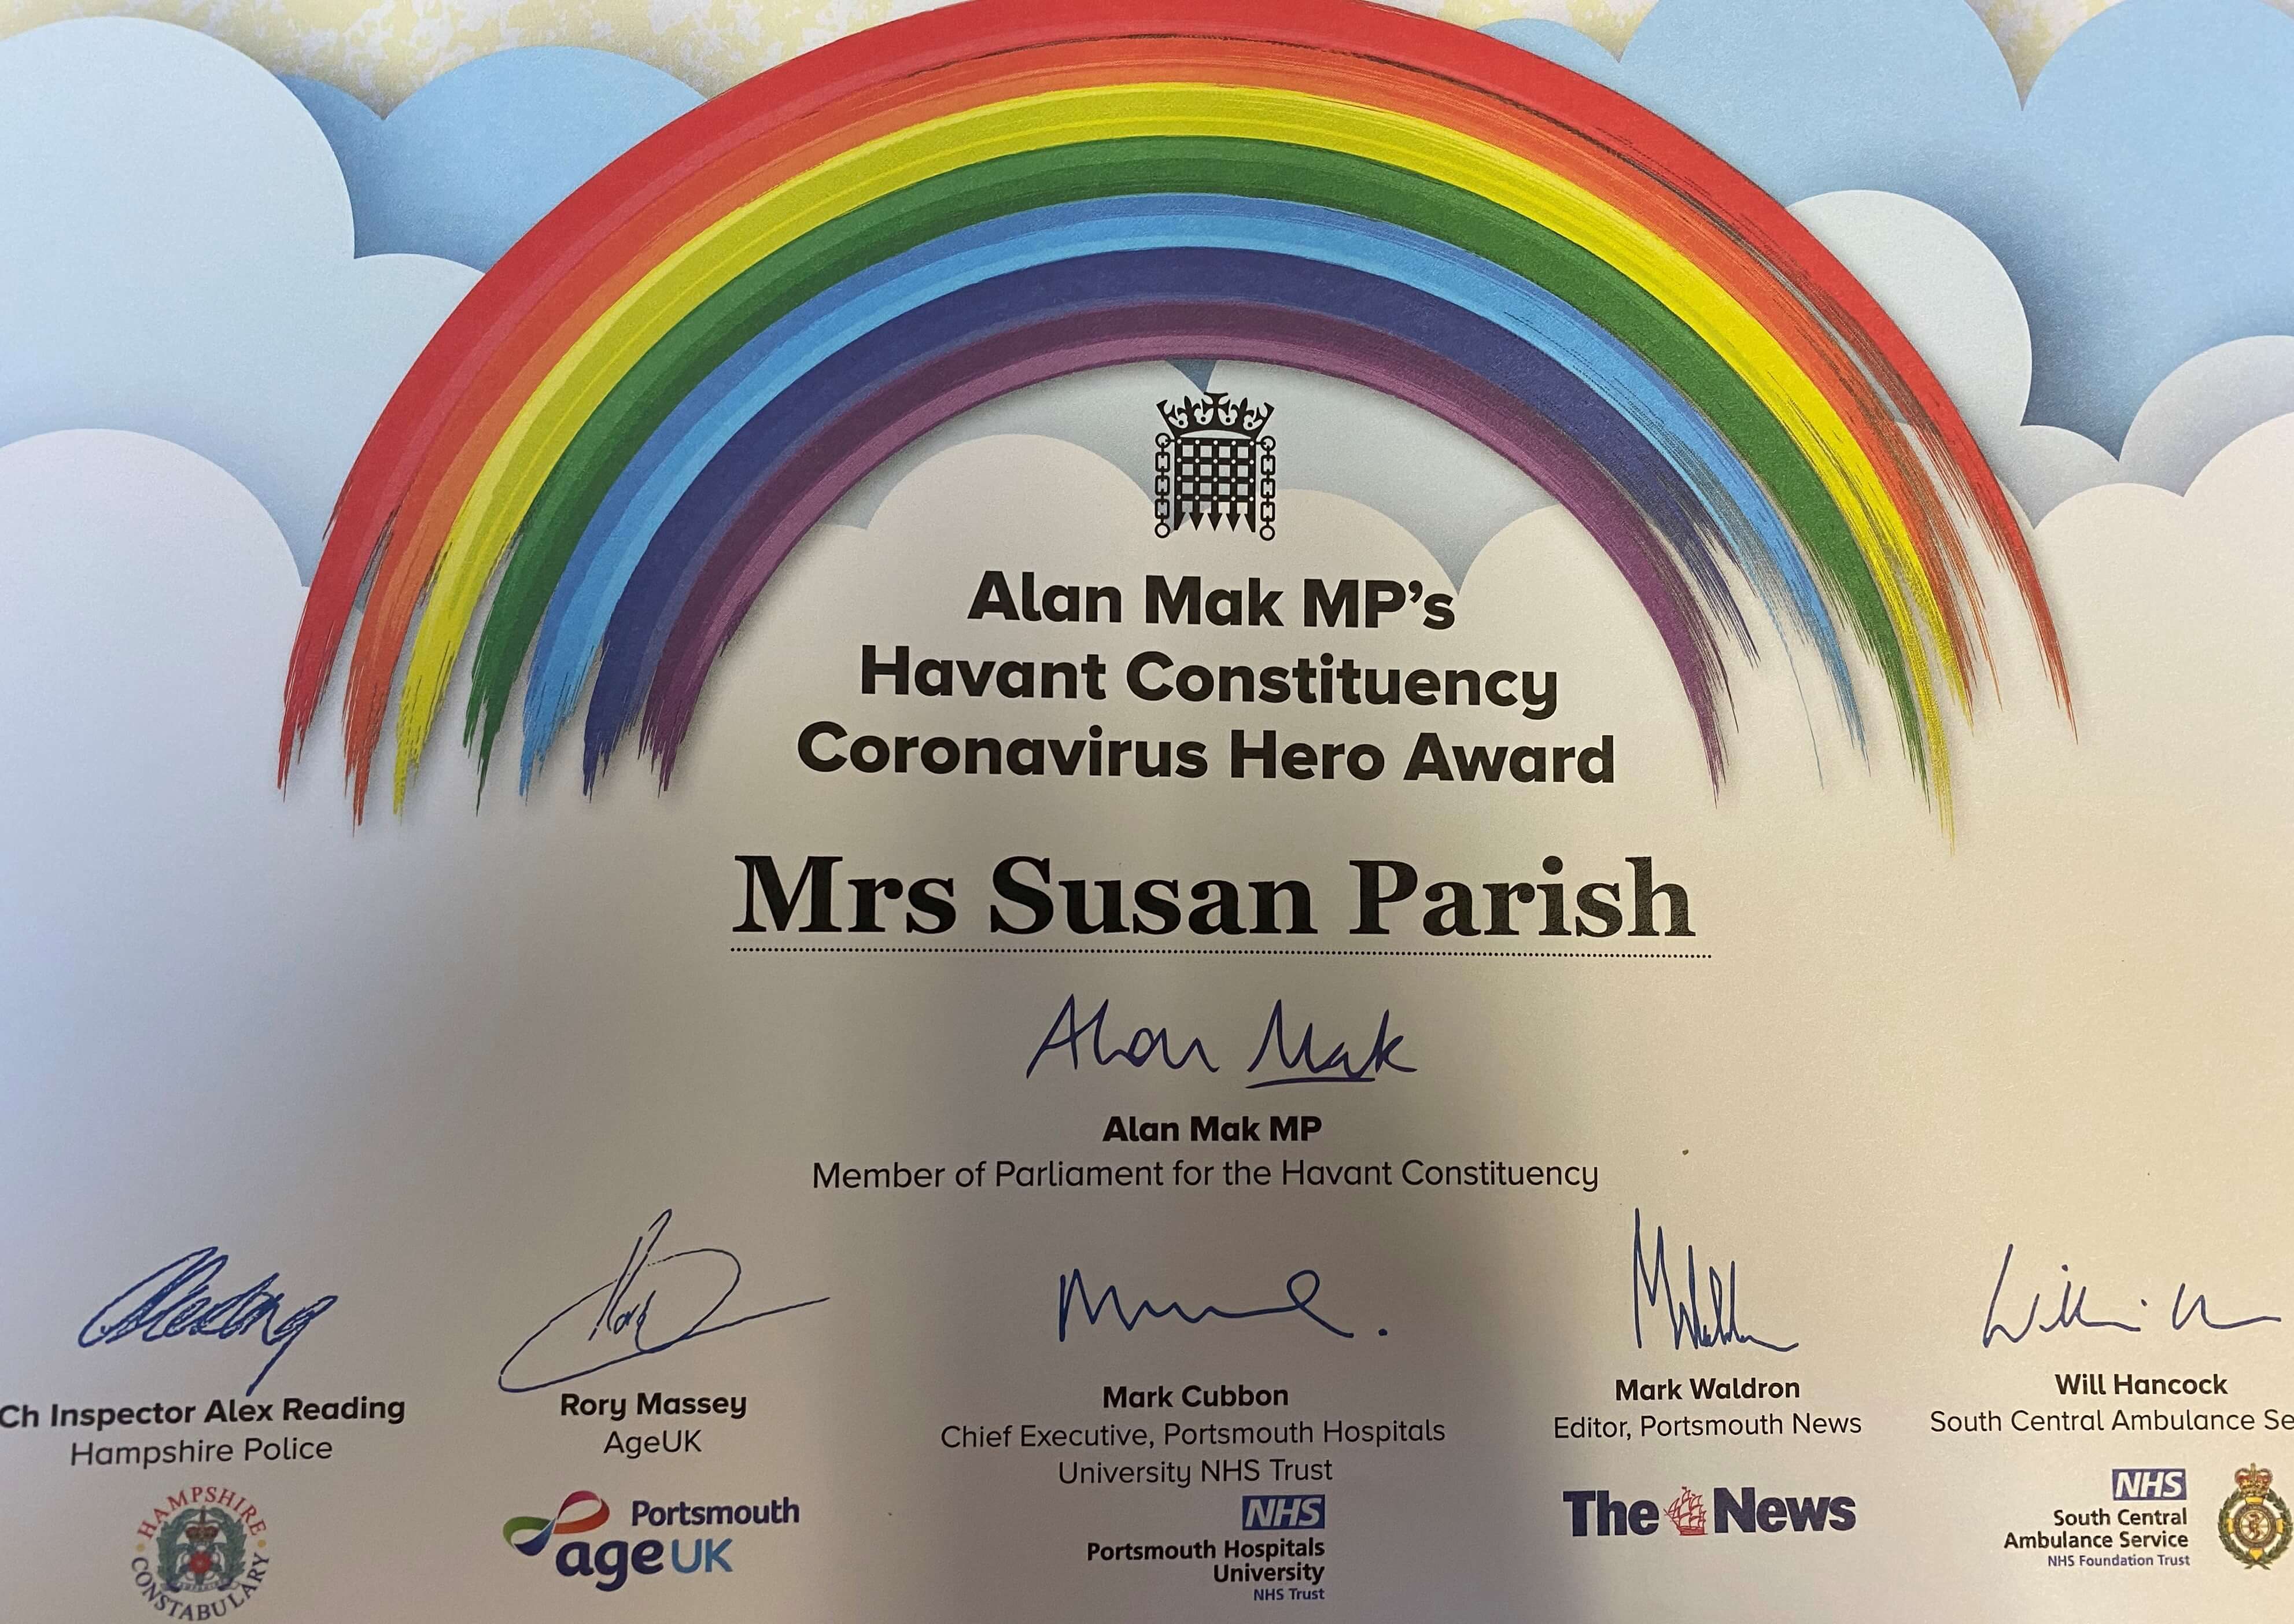 Alan Mak MP's
Havant Constituency
Coronavirus Hero Award
Mrs Susan Parish
Alan Mak
Alan Mak MP
Member of Parliament for the Havant Constituency
Ch Inspector Alex Reading
Hampshire Police
HAMPSHIRE
CONSTABULARY
Rory Massey
AgeUK
Portsmouth
age UK
Mark Cubbon
Chief Executive, Portsmouth Hospitals
University NHS Trust
NHS
Portsmouth Hospitals
University
NHS Trust
Mark Waldron
Editor, Portsmouth News
The News
Will Hancock
South Central Ambulance Se
NHS
South Central
Ambulance Service
NHS Foundation Trust